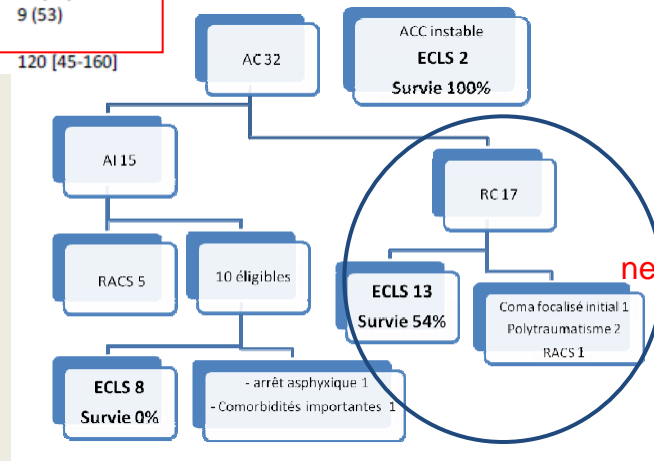 9 (53)
120 [45-160]
AC 32
ACC instable
ECLS 2
Survie 100%
AI 15
RC 17
RACS 5
10 éligibles
ECLS 13
Survie 54%
ne
Coma focalisé initial 1
Polytraumatisme 2
RACS 1
ECLS 8
Survie 0%
- arrêt asphyxique 1
- Comorbidités importantes 1